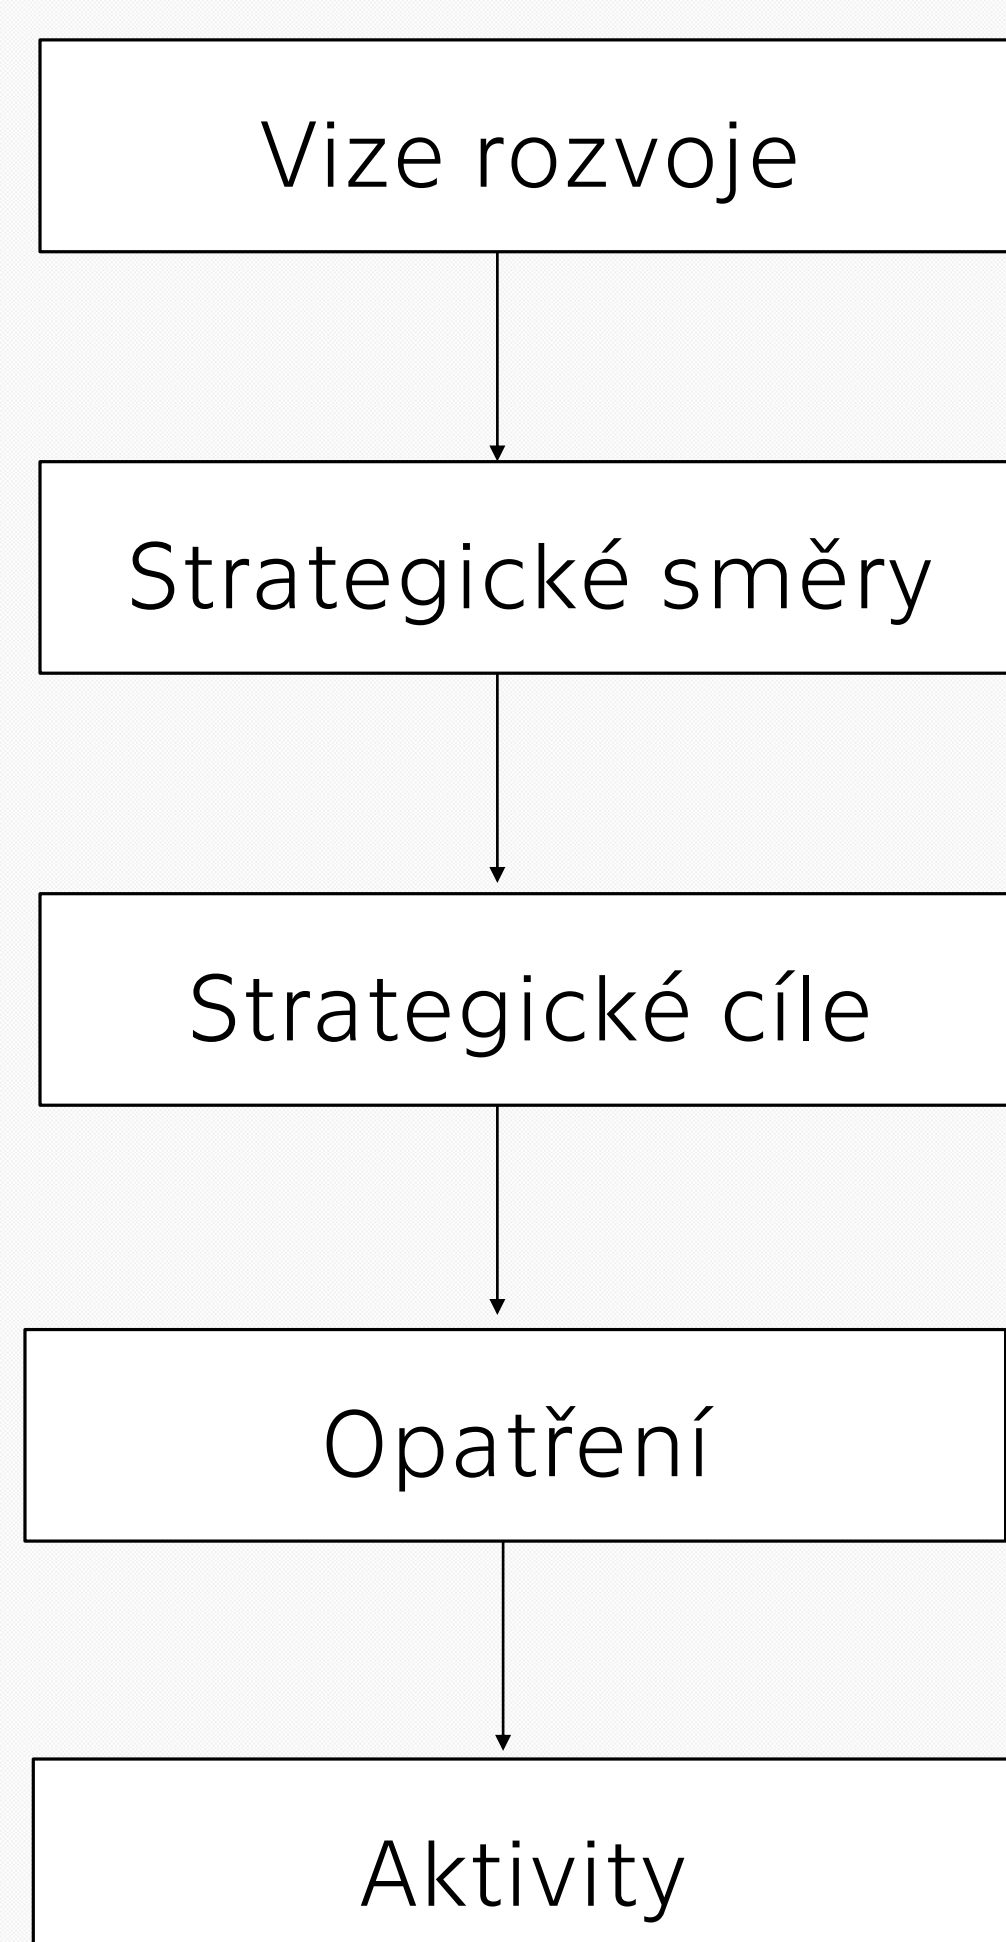 Vize rozvoje
Strategické směry
Strategické cíle
Opatření
Aktivity